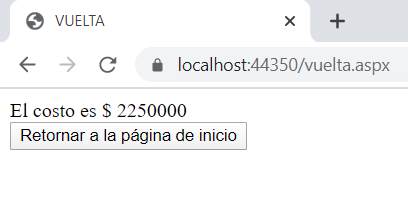 VUELTA
localhost:44350/vuelta.aspx
El costo es $ 2250000
Retornar a la página de inicio